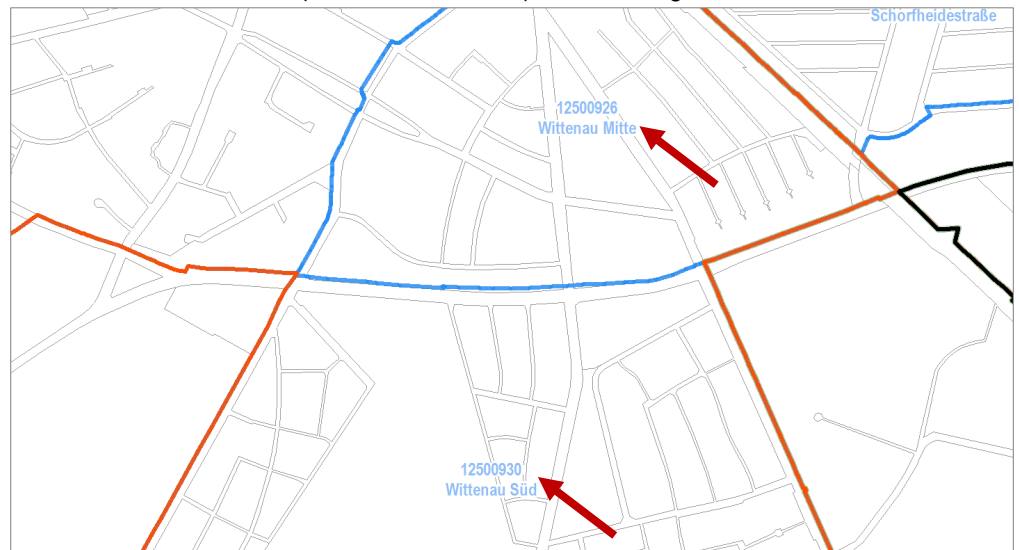 Schorfheidestraße
12500926
Wittenau Mitte
12500930
Wittenau Süd